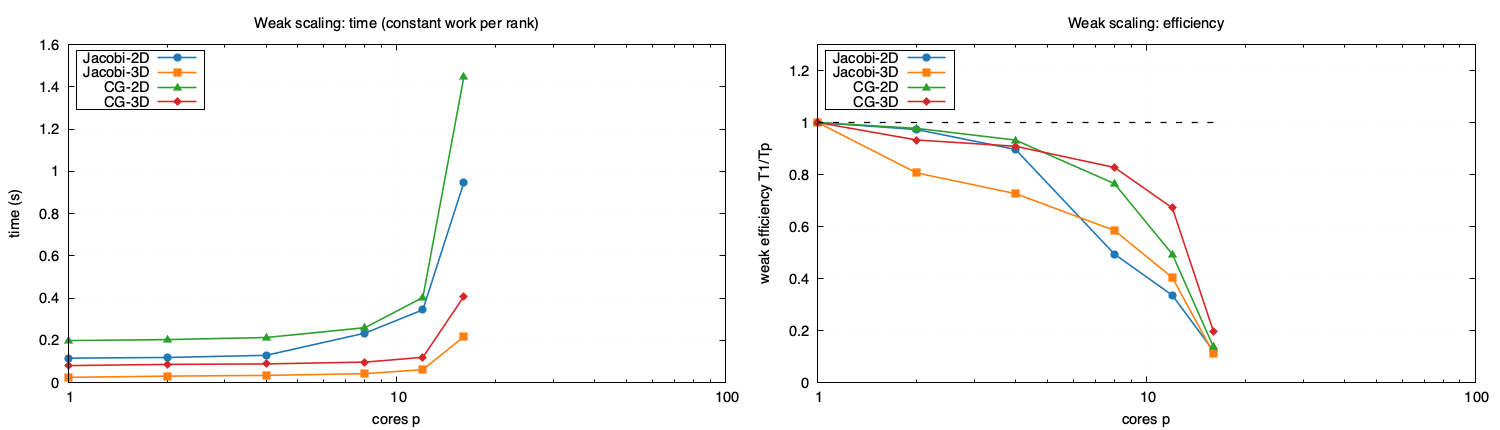 Weak scaling: time (constant work per rank)
1.6
1.4
1.2
1
0.8
0.6
0.4
0.2
0
time (s)
Jacobi-2D
Jacobi-3D
CG-2D
CG-3D
1
10
100
cores p
Weak scaling: efficiency
1.2
1
0.8
0.6
0.4
0.2
0
weak efficiency T1/Tp
Jacobi-2D
Jacobi-3D
CG-2D
CG-3D
1
10
100
cores p